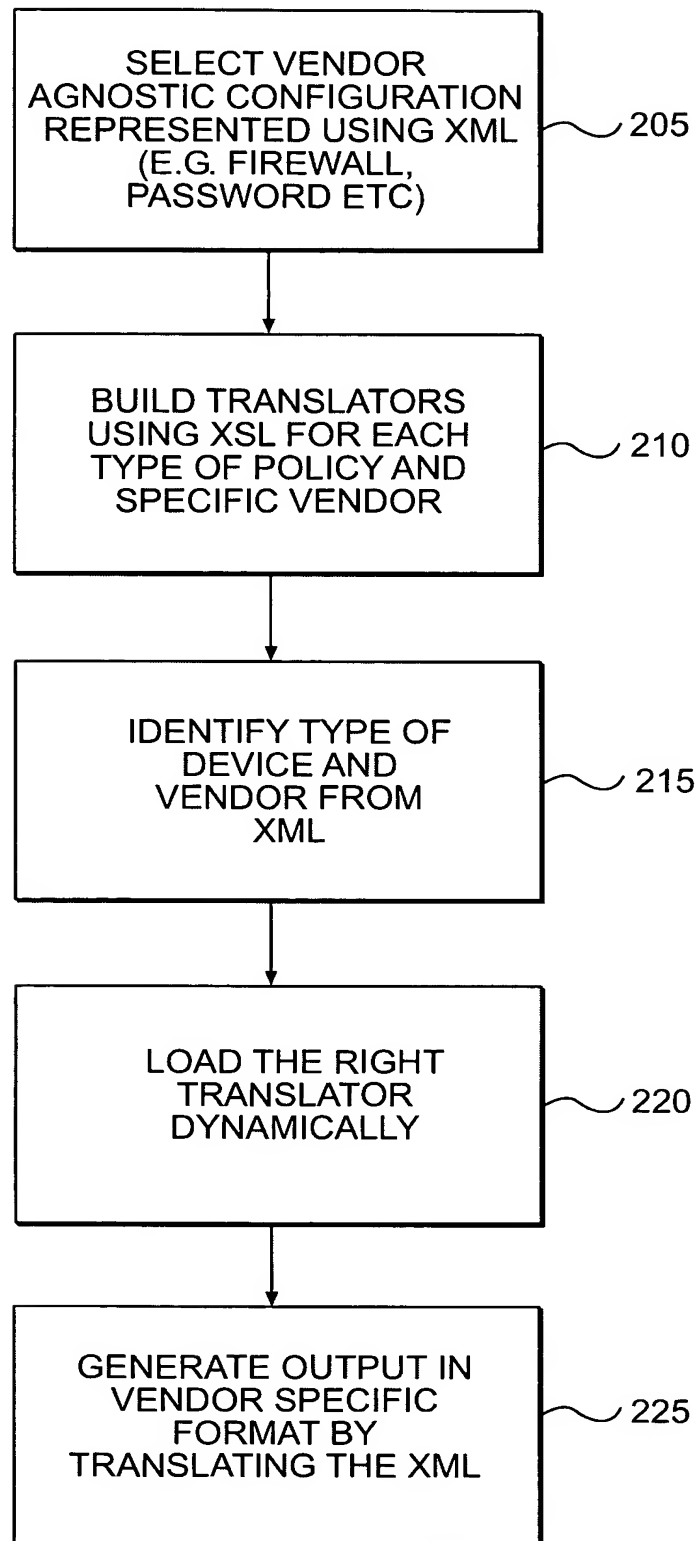 SELECT VENDOR
AGNOSTIC CONFIGURATION
REPRESENTED USING XML
(E.G. FIREWALL,
PASSWORD ETC)
205
BUILD TRANSLATORS
USING XSL FOR EACH
TYPE OF POLICY AND
SPECIFIC VENDOR
210
IDENTIFY TYPE OF
DEVICE AND
VENDOR FROM
XML
215
LOAD THE RIGHT
TRANSLATOR
DYNAMICALLY
220
GENERATE OUTPUT IN
VENDOR SPECIFIC
FORMAT BY
TRANSLATING THE XML
225